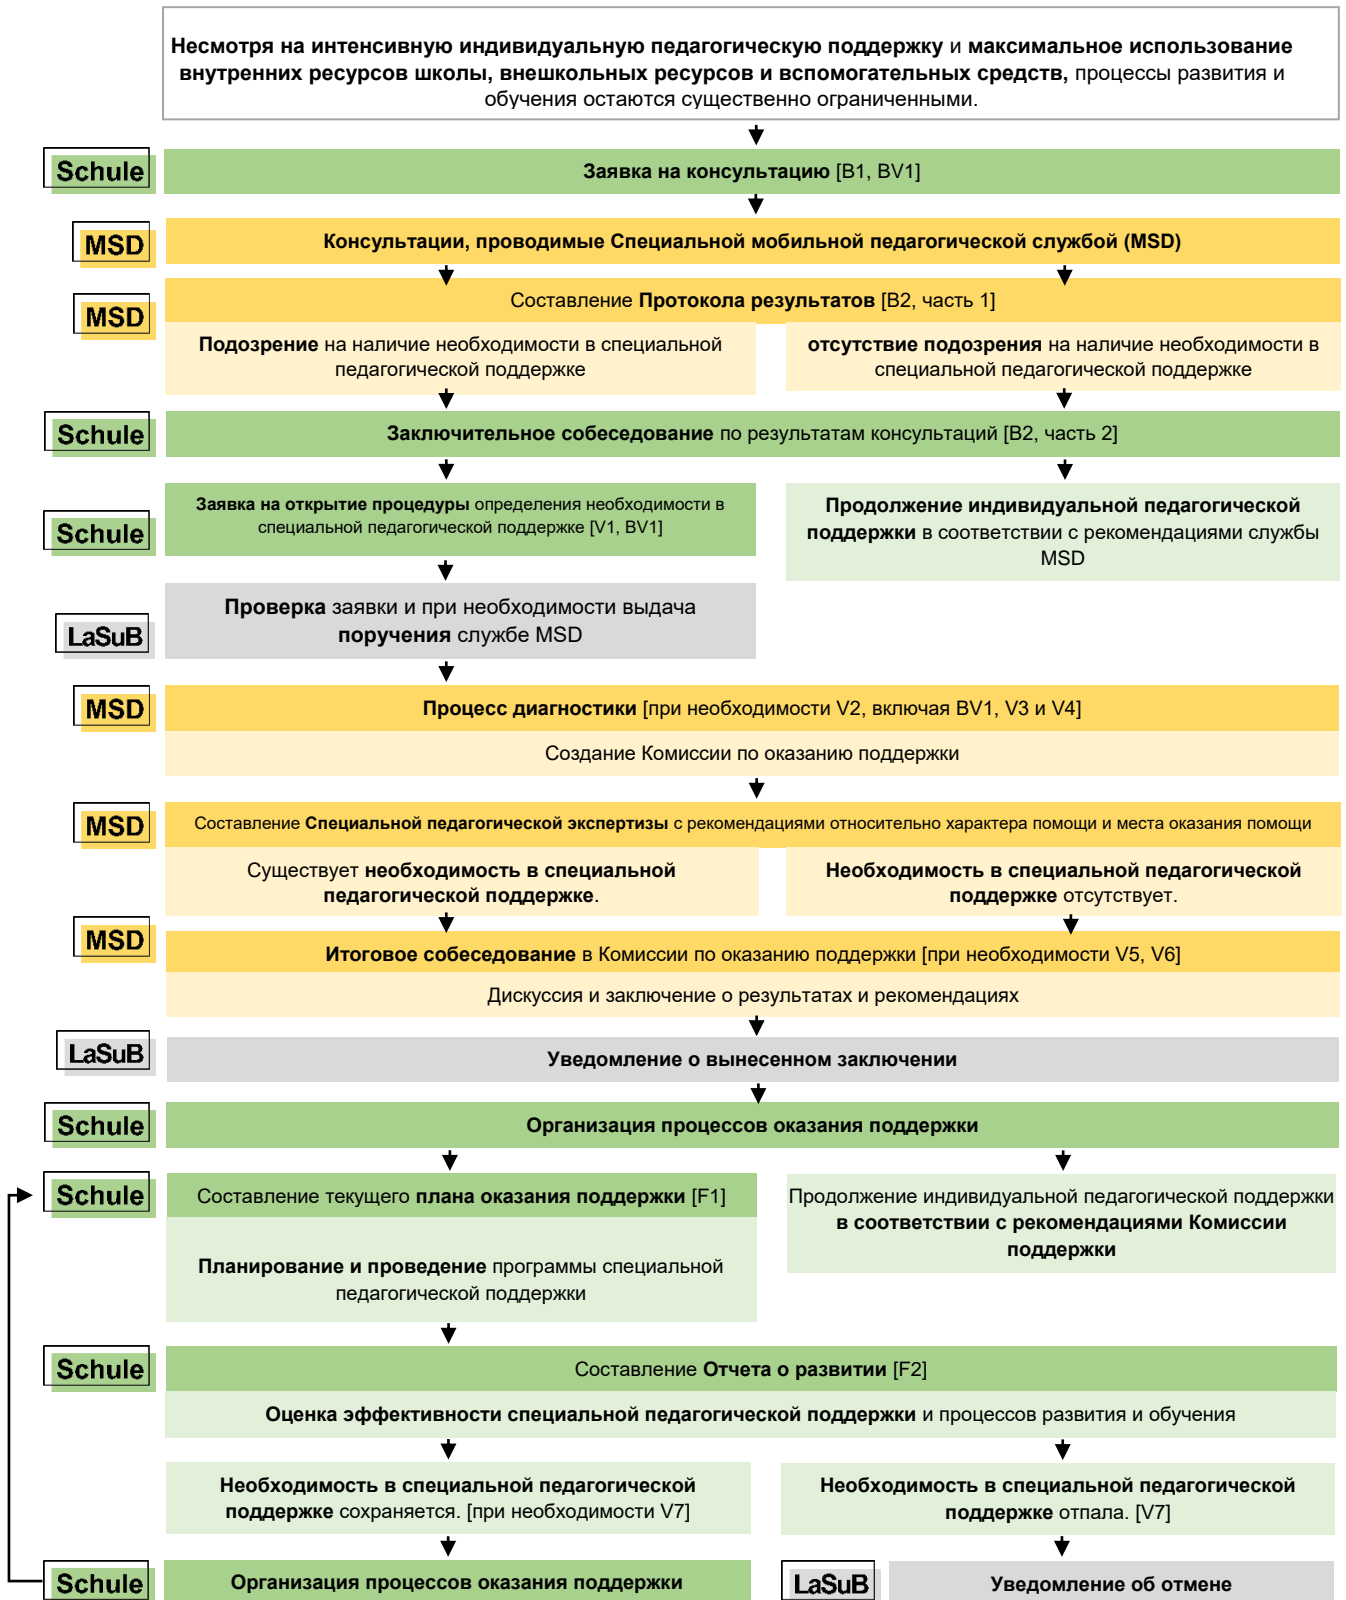 Несмотря на интенсивную индивидуальную педагогическую поддержку и максимальное использование
внутренних ресурсов школы, внешкольных ресурсов и вспомогательных средств, процессы развития и
обучения остаются существенно ограниченными.
Schule
Заявка на консультацию [B1, BV1]
MSD
Консультации, проводимые Специальной мобильной педагогической службой (MSD)
MSD
Составление Протокола результатов [B2, часть 1]
Подозрение на наличие необходимости в специальной
педагогической поддержке
отсутствие подозрения на наличие необходимости в
специальной педагогической поддержке
Schule
Заключительное собеседование по результатам консультаций [B2, часть 2]
Schule
Заявка на открытие процедуры определения необходимости в
специальной педагогической поддержке [V1, BV1]
Продолжение индивидуальной педагогической
поддержки в соответствии с рекомендациями службы
MSD
LaSuB
Проверка заявки и при необходимости выдача
поручения службе MSD
MSD
Процесс диагностики [при необходимости V2, включая BV1, V3 и V4]
Создание Комиссии по оказанию поддержки
MSD
Составление Специальной педагогической экспертизы с рекомендациями относительно характера помощи и места оказания помощи
Существует необходимость в специальной
педагогической поддержке.
Необходимость в специальной педагогической
поддержке отсутствует.
MSD
Итоговое собеседование в Комиссии по оказанию поддержки [при необходимости V5, V6]
Дискуссия и заключение о результатах и рекомендациях
LaSuB
Уведомление о вынесенном заключении
Schule
Организация процессов оказания поддержки
Schule
Составление текущего плана оказания поддержки [F1]
Планирование и проведение программы специальной
педагогической поддержки
Продолжение индивидуальной педагогической поддержки
в соответствии с рекомендациями Комиссии
поддержки
Schule
Составление Отчета о развитии [F2]
Оценка эффективности специальной педагогической поддержки и процессов развития и обучения
Необходимость в специальной педагогической
поддержке сохраняется. [при необходимости V7]
Необходимость в специальной педагогической
поддержке отпала. [V7]
Schule
Организация процессов оказания поддержки
LaSuB
Уведомление об отмене